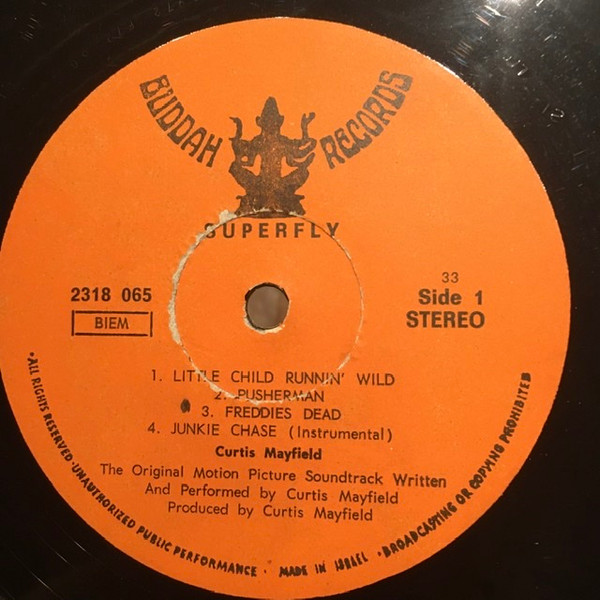 BUDDAH RECORDS
SUPERFLY
2318 065
BIEM
33
Side 1
STEREO
1. LITTLE CHILD RUNNIN' WILD
2. PUSHERMAN
3. FREDDIES DEAD
4. JUNKIE CHASE (Instrumental)
Curtis Mayfield
The Original Motion Picture Soundtrack Written
And Performed by Curtis Mayfield
Produced by Curtis Mayfield
•ALL RIGHTS RESERVED•UNAUTHORIZED PUBLIC PERFORMANCE • MADE IN ISRAEL •BROADCASTING OR COPYING PROHIBITED